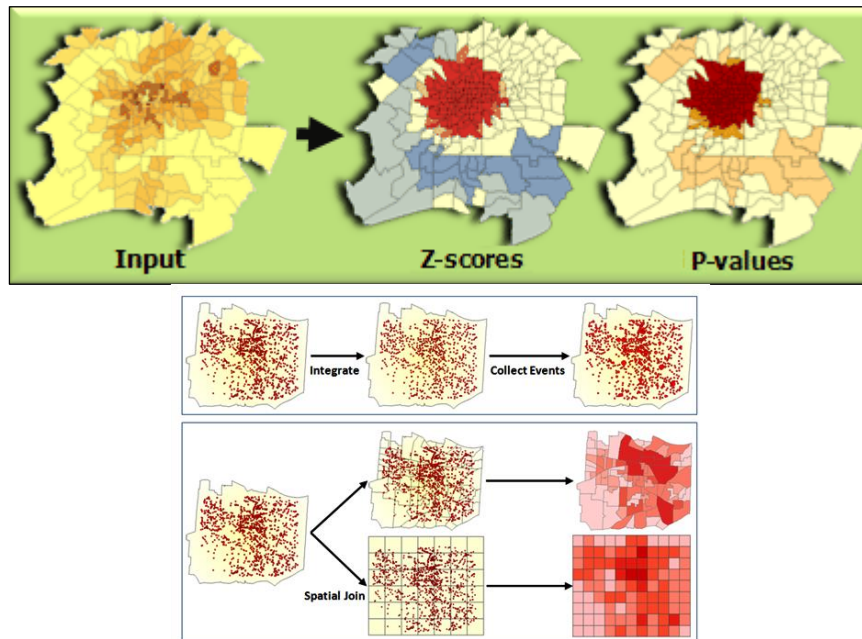 Input
Z-scores
P-values
Integrate
Collect Events
Spatial Join